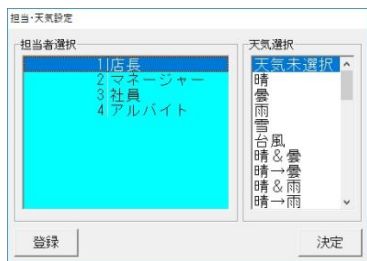 担当・天気設定
担当者選択
1 店長
2 マネージャー
3 社員
4 アルバイト
天気選択
天気未選択
晴
曇
雨
雪
台風
晴＆曇
晴→曇
晴＆雨
晴→雨
登録
決定